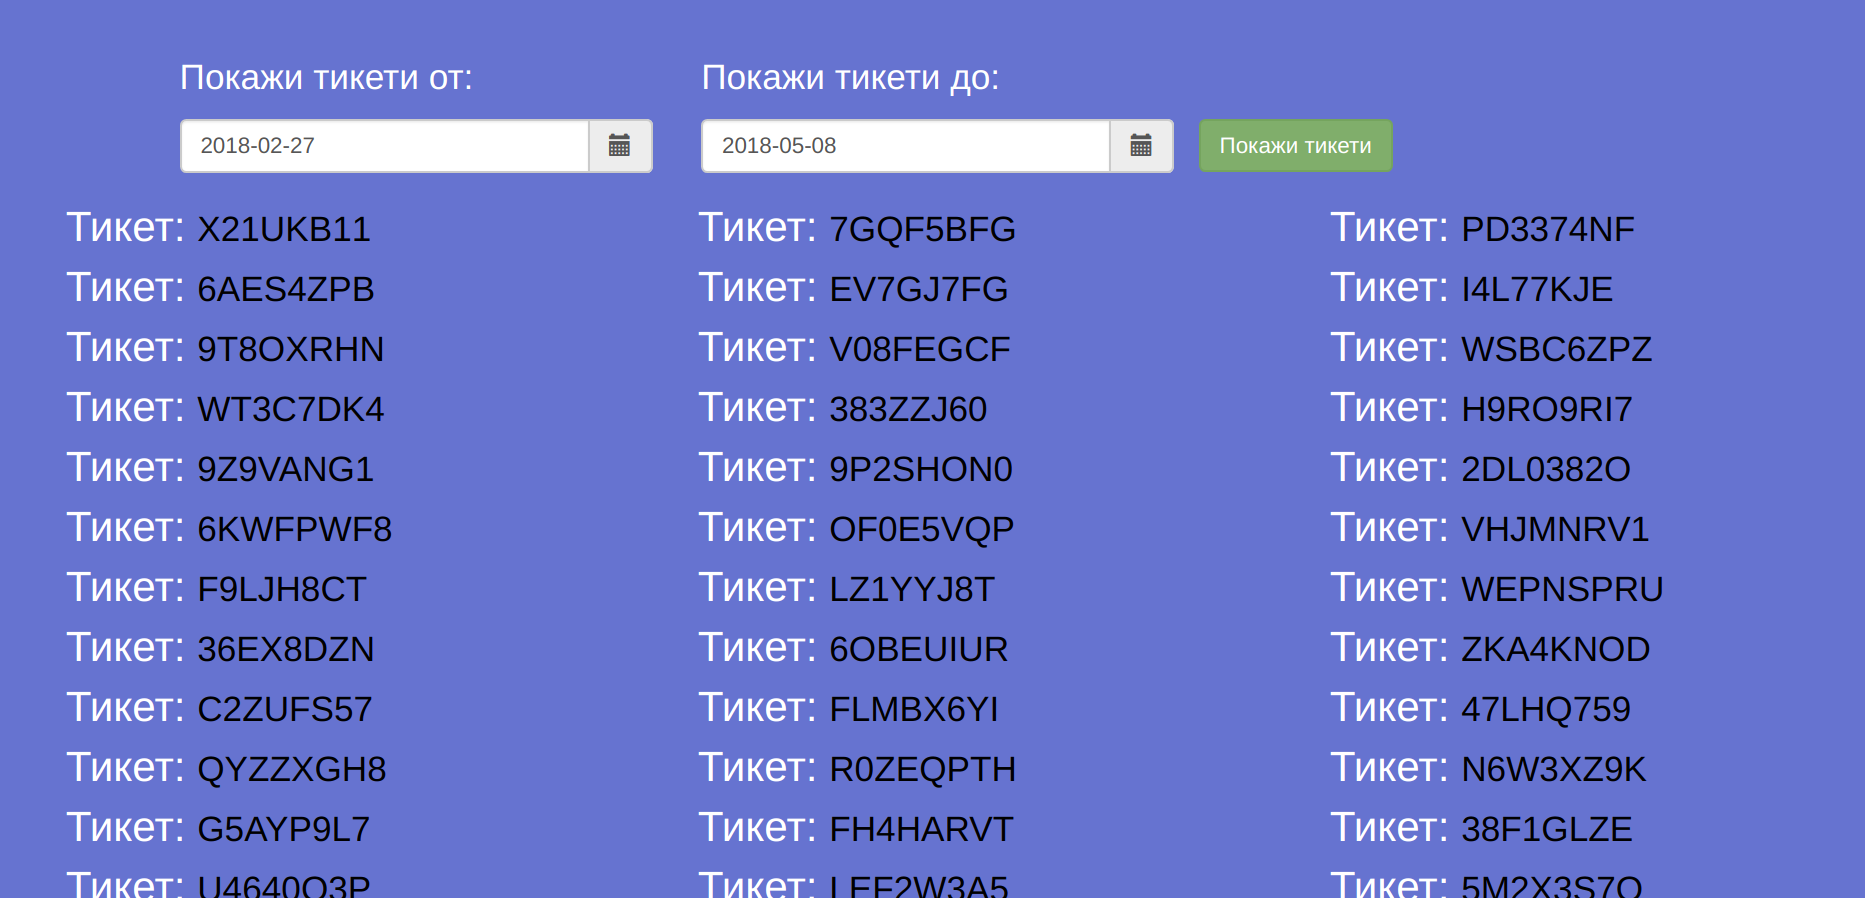 Покажи тикети от: Покажи тикети до:
2018-02-27 2018-05-08 Покажи тикети
Тикет: X21UKB11 Тикет: 7GQF5BFG Тикет: PD3374NF
Тикет: 6AES4ZPB Тикет: EV7GJ7FG Тикет: I4L77KJE
Тикет: 9T8OXRHN Тикет: V08FEGCF Тикет: WSBC6ZPZ
Тикет: WT3C7DK4 Тикет: 383ZZJ60 Тикет: H9RO9RI7
Тикет: 9Z9VANG1 Тикет: 9P2SHON0 Тикет: 2DL0382O
Тикет: 6KWFPWF8 Тикет: OF0E5VQP Тикет: VHJMNRV1
Тикет: F9LJH8CT Тикет: LZ1YYJ8T Тикет: WEPNSPRU
Тикет: 36EX8DZN Тикет: 6OBEUIUR Тикет: ZKA4KNOD
Тикет: C2ZUFS57 Тикет: FLMBX6YI Тикет: 47LHQ759
Тикет: QYZZXGH8 Тикет: R0ZEQPTH Тикет: N6W3XZ9K
Тикет: G5AYP9L7 Тикет: FH4HARVT Тикет: 38F1GLZE
Тикет: Тикет: Тикет: